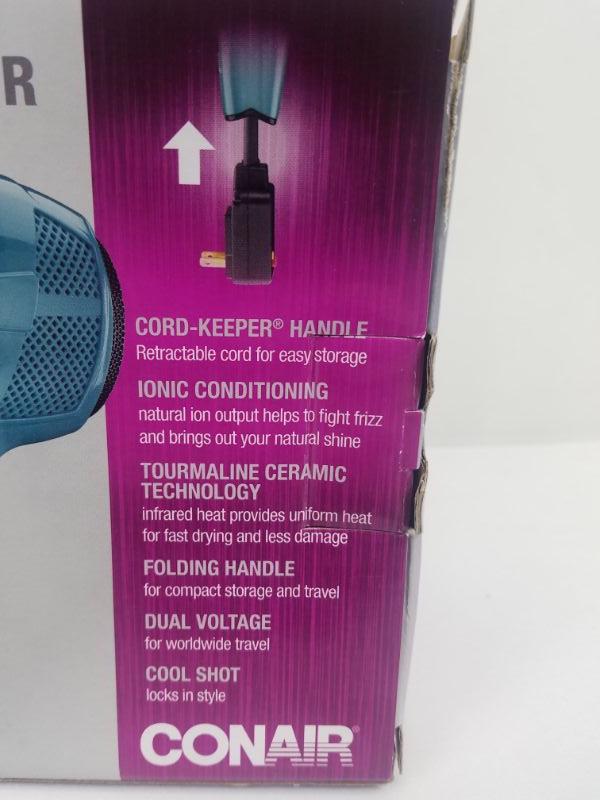 R
CORD-KEEPER® HANDLE
Retractable cord for easy storage
IONIC CONDITIONING
natural ion output helps to fight frizz
and brings out your natural shine
TOURMALINE CERAMIC
TECHNOLOGY
infrared heat provides uniform heat
for fast drying and less damage
FOLDING HANDLE
for compact storage and travel
DUAL VOLTAGE
for worldwide travel
COOL SHOT
locks in style
CONAIR®